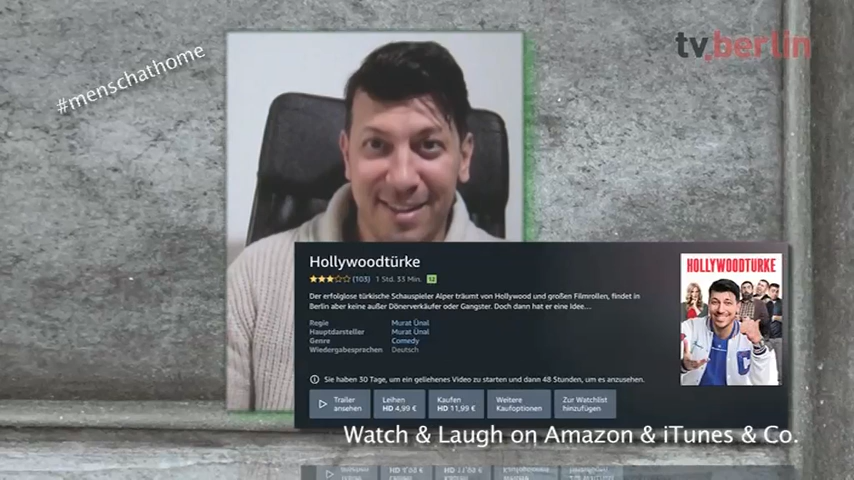 #menschathome
tv.berlin
Hollywoodtürke
(103) 1 Std. 33 Min. 12
Der erfolglose türkische Schauspieler Alper träumt von Hollywood und großen Filmrollen, findet in
Berlin aber keine außer Dönerverkäufer oder Gangster. Doch dann hat er eine Idee....
Regie Murat Ünal
Hauptdarsteller Murat Ünal
Genre Comedy
Wiedergabesprachen Deutsch
Sie haben 30 Tage, um ein geliehenes Video zu starten und dann 48 Stunden, um es anzusehen.
Trailer ansehen
Leihen HD 4,99 €
Kaufen HD 11,99 €
Weitere Kaufoptionen
Zur Watchlist hinzufügen
HOLLYWOODTÜRKE
Watch & Laugh on Amazon & iTunes & Co.